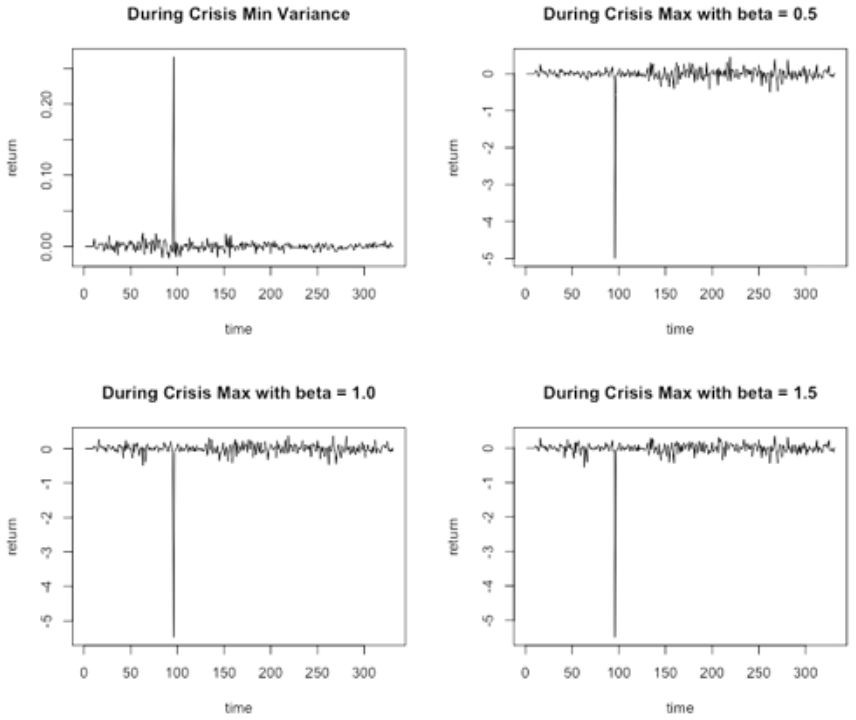 During Crisis Min Variance
return
0.00
0.10
0.20
0 50 100 150 200 250 300
time
During Crisis Max with beta = 0.5
return
0
-1
-2
-3
-4
-5
0 50 100 150 200 250 300
time
During Crisis Max with beta = 1.0
return
0
-1
-2
-3
-4
-5
0 50 100 150 200 250 300
time
During Crisis Max with beta = 1.5
return
0
-1
-2
-3
-4
-5
0 50 100 150 200 250 300
time